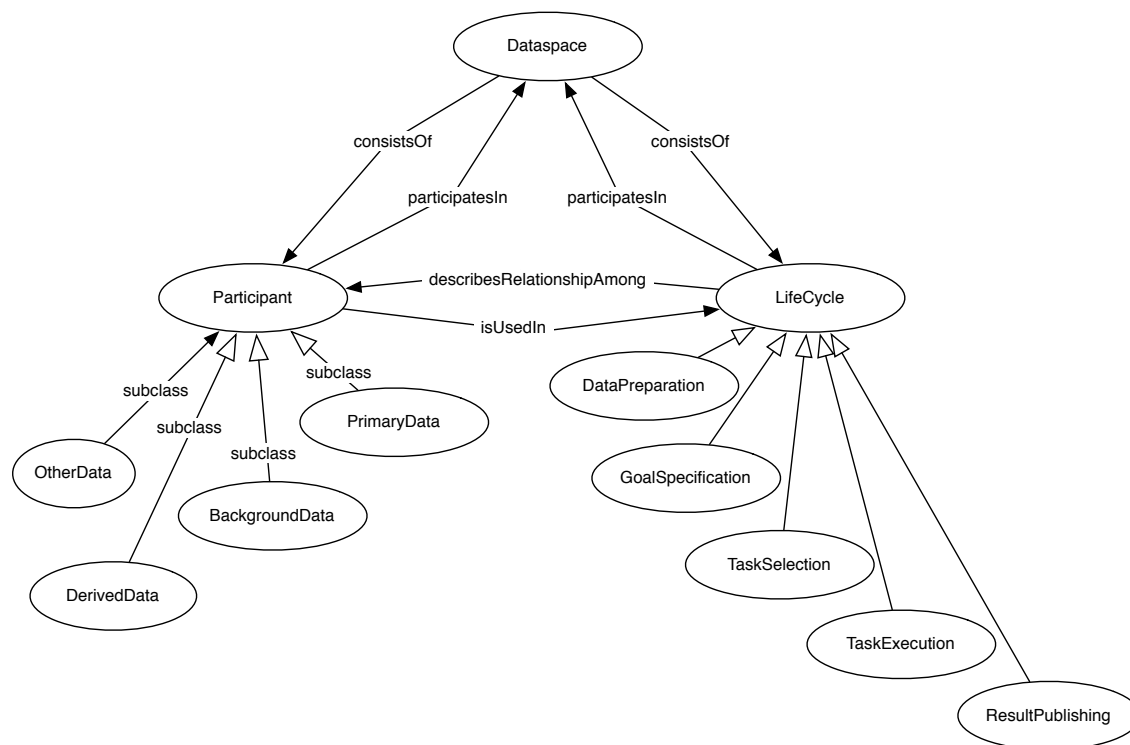 Dataspace
consistsOf
consistsOf
participatesIn
participatesIn
describesRelationshipAmong
Participant
LifeCycle
isUsedIn
subclass
DataPreparation
subclass
PrimaryData
subclass
subclass
OtherData
GoalSpecification
BackgroundData
TaskSelection
DerivedData
TaskExecution
ResultPublishing